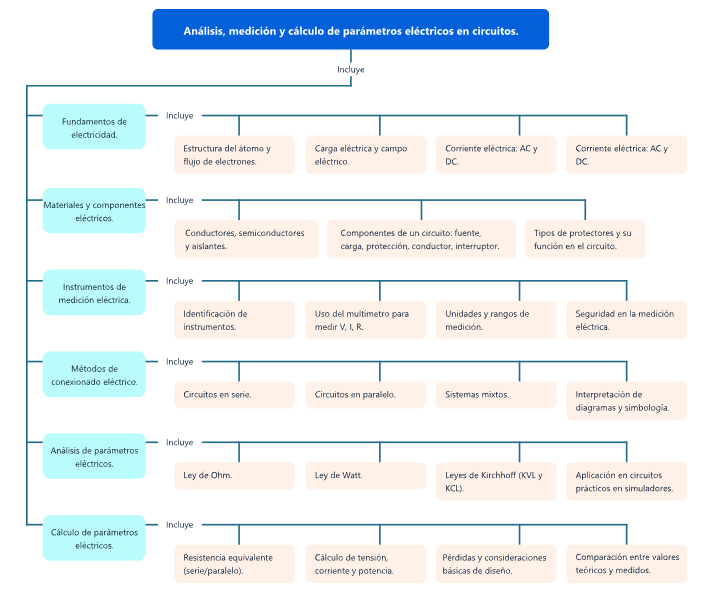 Análisis, medición y cálculo de parámetros eléctricos en circuitos.
Incluye
Fundamentos de
electricidad.
Incluye
Estructura del átomo y
flujo de electrones.
Carga eléctrica y campo
eléctrico.
Corriente eléctrica: AC y
DC.
Corriente eléctrica: AC y
DC.
Materiales y componentes
eléctricos.
Incluye
Conductores, semiconductores
y aislantes.
Componentes de un circuito: fuente,
carga, protección, conductor, interruptor.
Tipos de protectores y su
función en el circuito.
Instrumentos de
medición eléctrica.
Incluye
Identificación de
instrumentos.
Uso del multimetro para
medir V, I, R.
Unidades y rangos de
medición.
Seguridad en la medición
eléctrica.
Métodos de
conexionado eléctrico.
Incluye
Circuitos en serie.
Circuitos en paralelo.
Sistemas mixtos.
Interpretación de
diagramas y simbología.
Análisis de parámetros
eléctricos.
Incluye
Ley de Ohm.
Ley de Watt.
Leyes de Kirchhoff (KVL y
KCL).
Aplicación en circuitos
prácticos en simuladores.
Cálculo de parámetros
eléctricos.
Incluye
Resistencia equivalente
(serie/paralelo).
Cálculo de tensión,
corriente y potencia.
Pérdidas y consideraciones
básicas de diseño.
Comparación entre valores
teóricos y medidos.